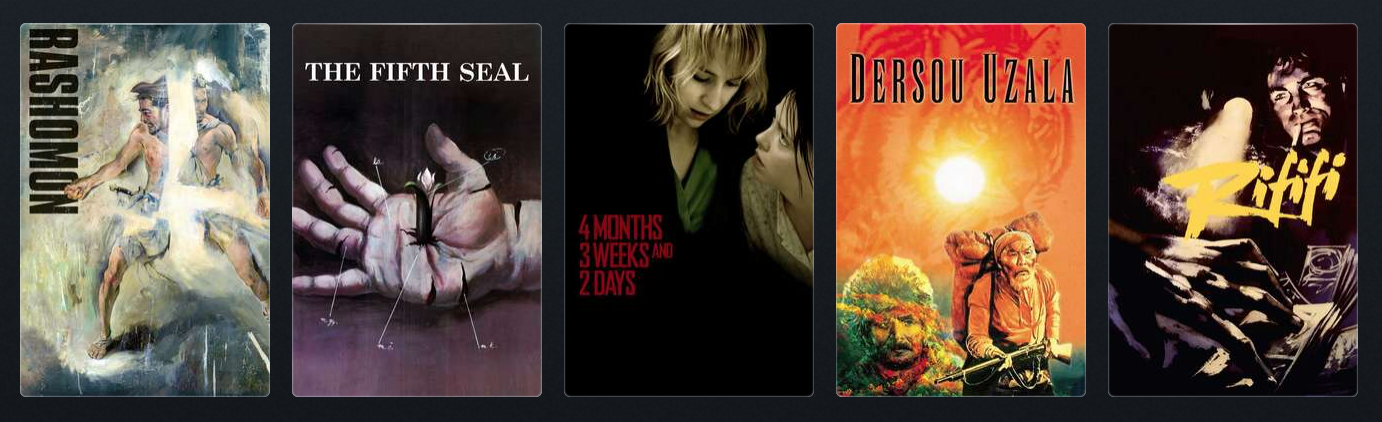 RASHOMON
THE FIFTH SEAL
4 MONTHS
3 WEEKS AND
2 DAYS
DERSOU UZALA
Rififi